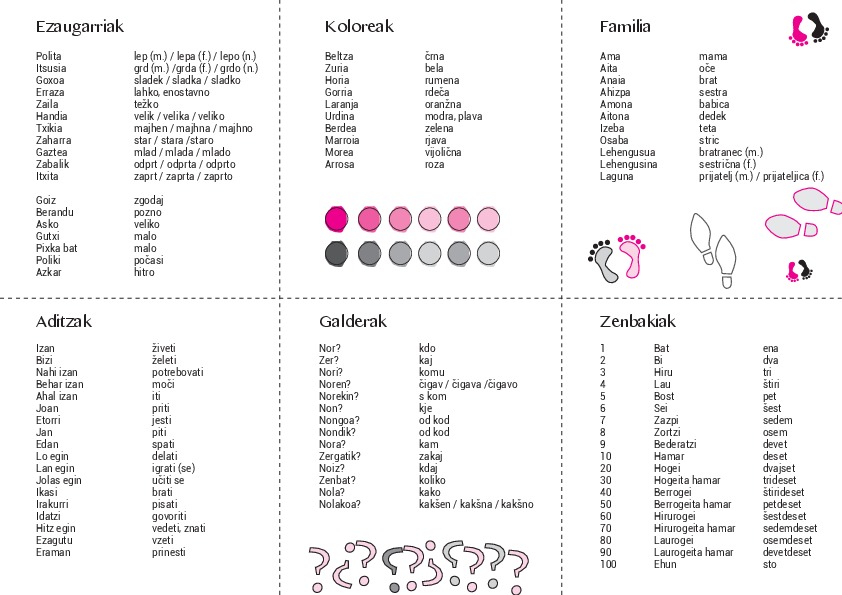 Ezaugarriak
Polita lep (m.) / lepa (f.) / lepo (n.)
Itsusia grd (m.) /grda (f.) / grdo (n.)
Goxoa sladek / sladka / sladko
Erraza lahko, enostavno
Zaila težko
Handia velik / velika / veliko
Txikia majhen / majhna / majhno
Zaharra star / stara /staro
Gaztea mlad / mlada / mlado
Zabalik odprt / odprta / odprto
Itxita zaprt / zaprta / zaprto
Goiz zgodaj
Berandu pozno
Asko veliko
Gutxi malo
Pixka bat malo
Poliki počasi
Azkar hitro
Koloreak
Beltza črna
Zuria bela
Horia rumena
Gorria rdeča
Laranja oranžna
Urdina modra, plava
Berdea zelena
Marroia rjava
Morea vijolična
Arrosa roza
Familia
Ama mama
Aita oče
Anaia brat
Ahizpa sestra
Amona babica
Aitona dedek
Izeba teta
Osaba stric
Lehengusua bratranec (m.)
Lehengusina sestrična (f.)
Laguna prijatelj (m.) / prijateljica (f.)
Aditzak
Izan živeti
Bizi želeti
Nahi izan potrebovati
Behar izan moči
Ahal izan iti
Joan priti
Etorri jesti
Jan piti
Edan spati
Lo egin delati
Lan egin igrati (se)
Jolas egin učiti se
Ikasi brati
Irakurri pisati
Idatzi govoriti
Hitz egin vedeti, znati
Ezagutu vzeti
Eraman prinesti
Galderak
Nor? kdo
Zer? kaj
Nori? komu
Noren? čigav / čigava /čigavo
Norekin? s kom
Non? kje
Nongoa? od kod
Nondik? od kod
Nora? kam
Zergatik? zakaj
Noiz? kdaj
Zenbat? koliko
Nola? kako
Nolakoa? kakšen / kakšna / kakšno
Zenbakiak
1 Bat ena
2 Bi dva
3 Hiru tri
4 Lau štiri
5 Bost pet
6 Sei šest
7 Zazpi sedem
8 Zortzi osem
9 Bederatzi devet
10 Hamar deset
20 Hogei dvajset
30 Hogeita hamar trideset
40 Berrogei štirideset
50 Berrogeita hamar petdeset
60 Hirurogei šestdeset
70 Hirurogeita hamar sedemdeset
80 Laurogei osemdeset
90 Laurogeita hamar devetdeset
100 Ehun sto